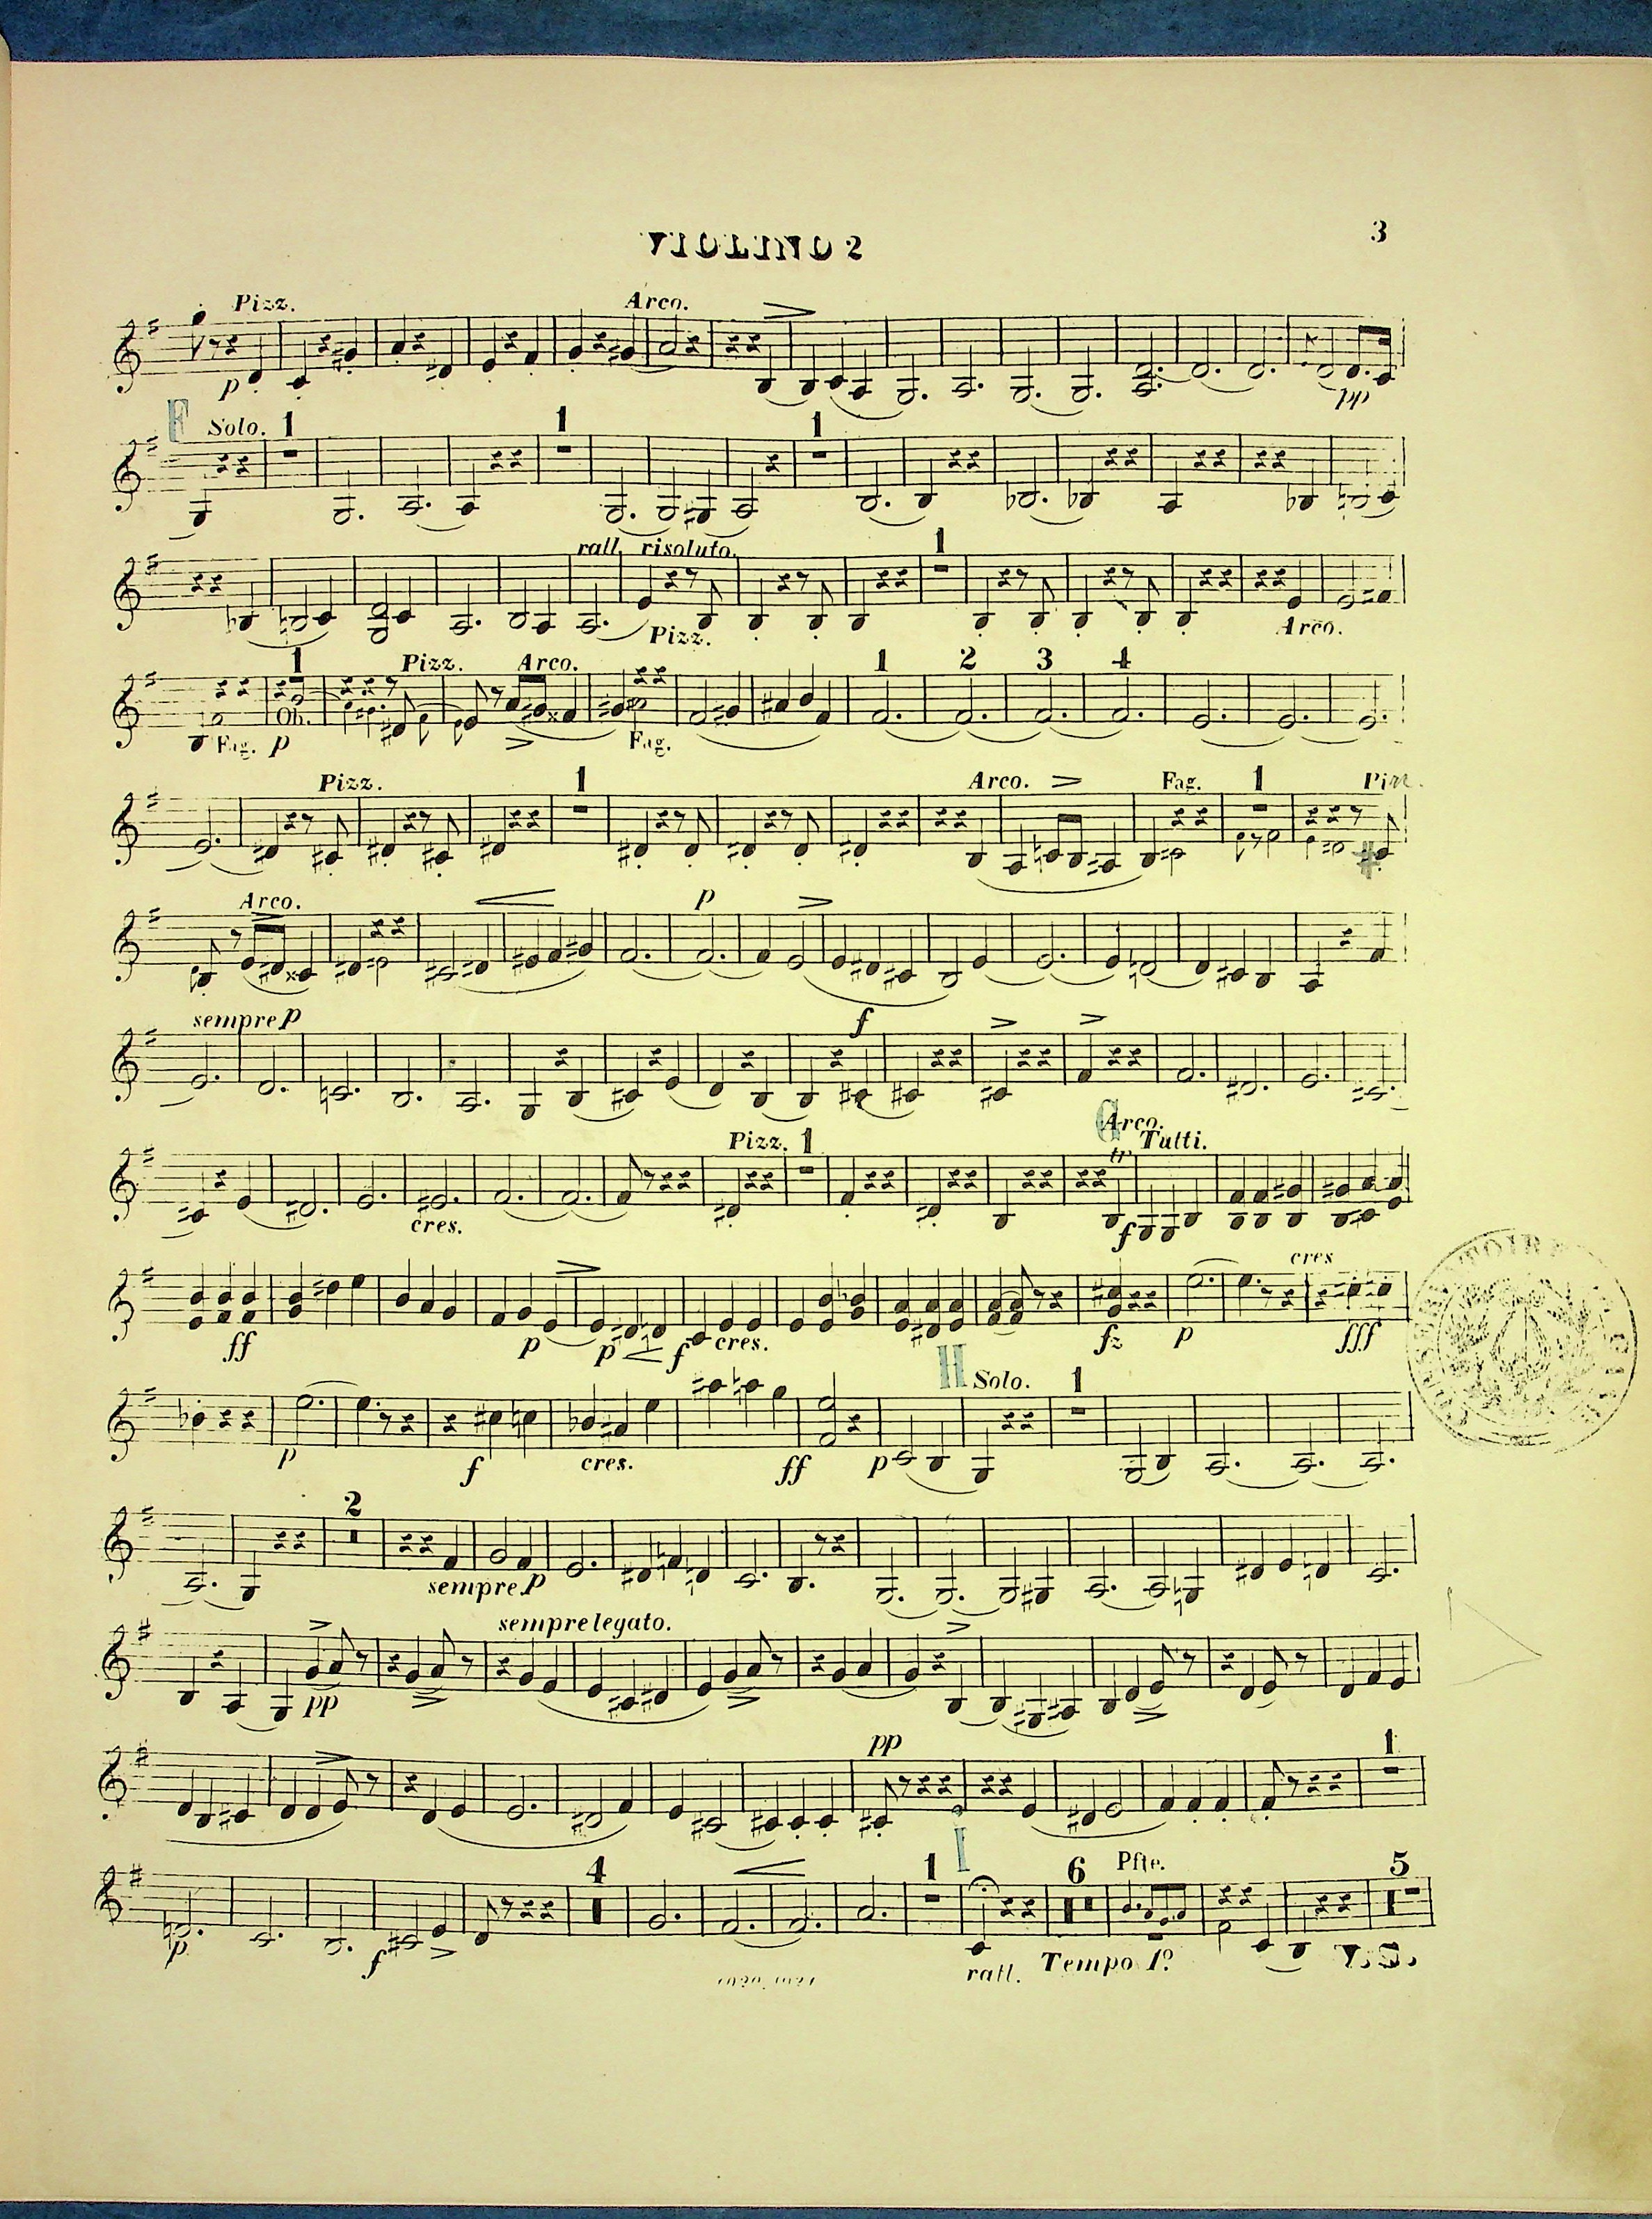 VIOLINO 2
3
Pizz. Arco.
p pp
F Solo. 1 1 1
rall. risoluto. 1
Pizz. Arco.
1 Pizz. Arco. 1 2 3 4
Ob.
Fag. p Fag.
Pizz. 1 Arco. Fag. 1 Pizz.
Arco. p
sempre p f
Pizz. 1 G Arco. Tutti.
tr
cres. f
cres
ff p p f cres. fz p fff
H Solo. 1
p f cres. ff p
2
sempre p
sempre legato.
pp
pp 1
4 1 I 6 Pfte. 5
p f rall. Tempo 1º V. S.